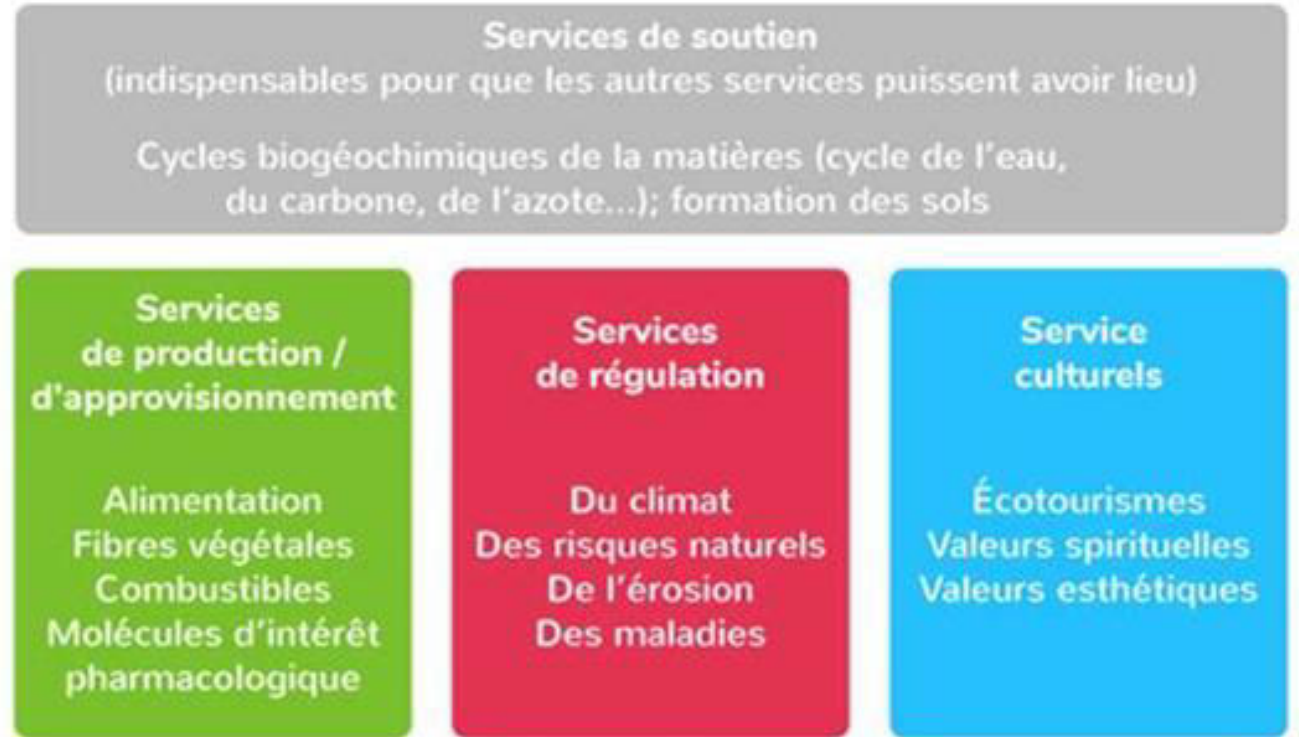 Services de soutien
(indispensables pour que les autres services puissent avoir lieu)
Cycles biogéochimiques de la matières (cycle de l'eau,
du carbone, de l'azote...); formation des sols
Services
de production /
d'approvisionnement
Alimentation
Fibres végétales
Combustibles
Molécules d'intérêt
pharmacologique
Services
de régulation
Du climat
Des risques naturels
De l'érosion
Des maladies
Service
culturels
Écotourismes
Valeurs spirituelles
Valeurs esthétiques